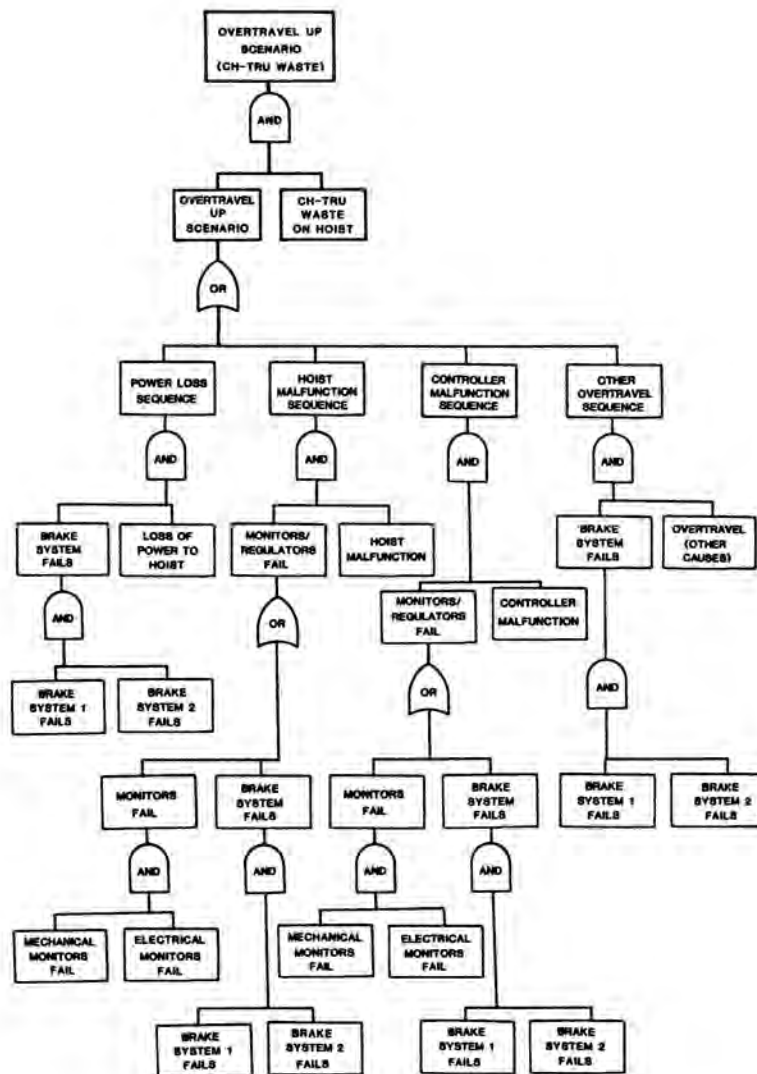 OVERTRAVEL UP
SCENARIO
(CH-TRU WASTE)
AND
OVERTRAVEL
UP
SCENARIO
CH-TRU
WASTE
ON HOIST
OR
POWER LOSS
SEQUENCE
HOIST
MALFUNCTION
SEQUENCE
CONTROLLER
MALFUNCTION
SEQUENCE
OTHER
OVERTRAVEL
SEQUENCE
AND
AND
AND
AND
BRAKE
SYSTEM
FAILS
LOSS OF
POWER TO
HOIST
MONITORS/
REGULATORS
FAIL
HOIST
MALFUNCTION
BRAKE
SYSTEM
FAILS
OVERTRAVEL
(OTHER
CAUSES)
AND
OR
MONITORS/
REGULATORS
FAIL
CONTROLLER
MALFUNCTION
BRAKE
SYSTEM 1
FAILS
BRAKE
SYSTEM 2
FAILS
OR
AND
MONITORS
FAIL
BRAKE
SYSTEM
FAILS
MONITORS
FAIL
BRAKE
SYSTEM
FAILS
BRAKE
SYSTEM 1
FAILS
BRAKE
SYSTEM 2
FAILS
AND
AND
AND
AND
MECHANICAL
MONITORS
FAIL
ELECTRICAL
MONITORS
FAIL
MECHANICAL
MONITORS
FAIL
ELECTRICAL
MONITORS
FAIL
BRAKE
SYSTEM 1
FAILS
BRAKE
SYSTEM 2
FAILS
BRAKE
SYSTEM 1
FAILS
BRAKE
SYSTEM 2
FAILS